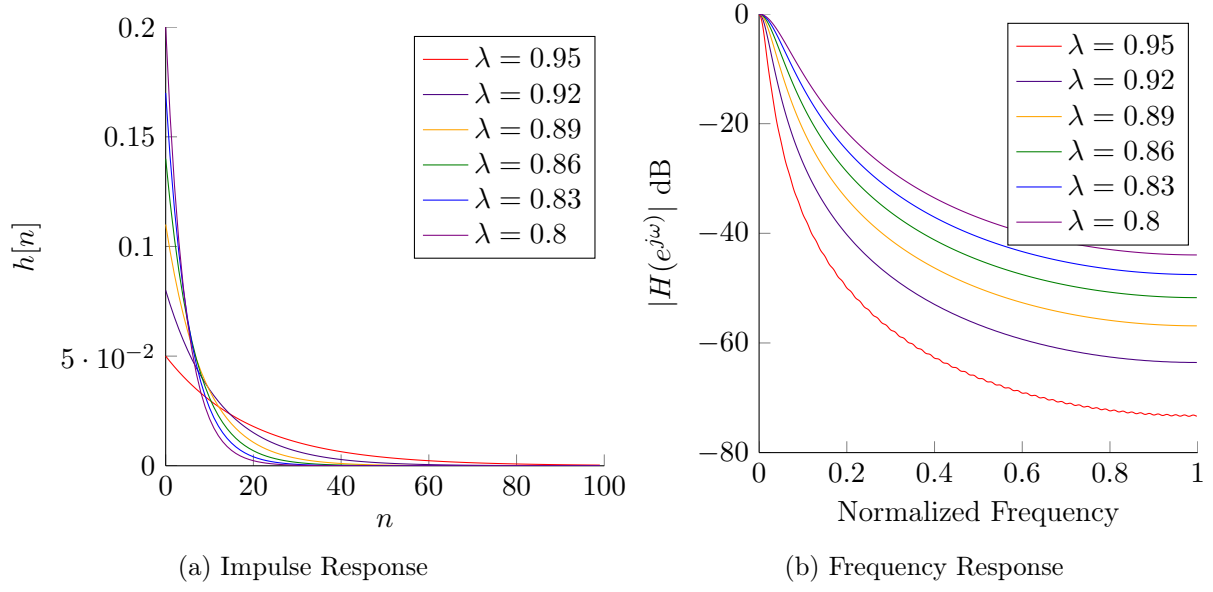 0.2
0.15
0.1
5 · 10⁻²
0
h[n]
0 20 40 60 80 100
n
λ = 0.95
λ = 0.92
λ = 0.89
λ = 0.86
λ = 0.83
λ = 0.8
(a) Impulse Response
0
−20
−40
−60
−80
|H(e^{jω})| dB
0 0.2 0.4 0.6 0.8 1
Normalized Frequency
λ = 0.95
λ = 0.92
λ = 0.89
λ = 0.86
λ = 0.83
λ = 0.8
(b) Frequency Response